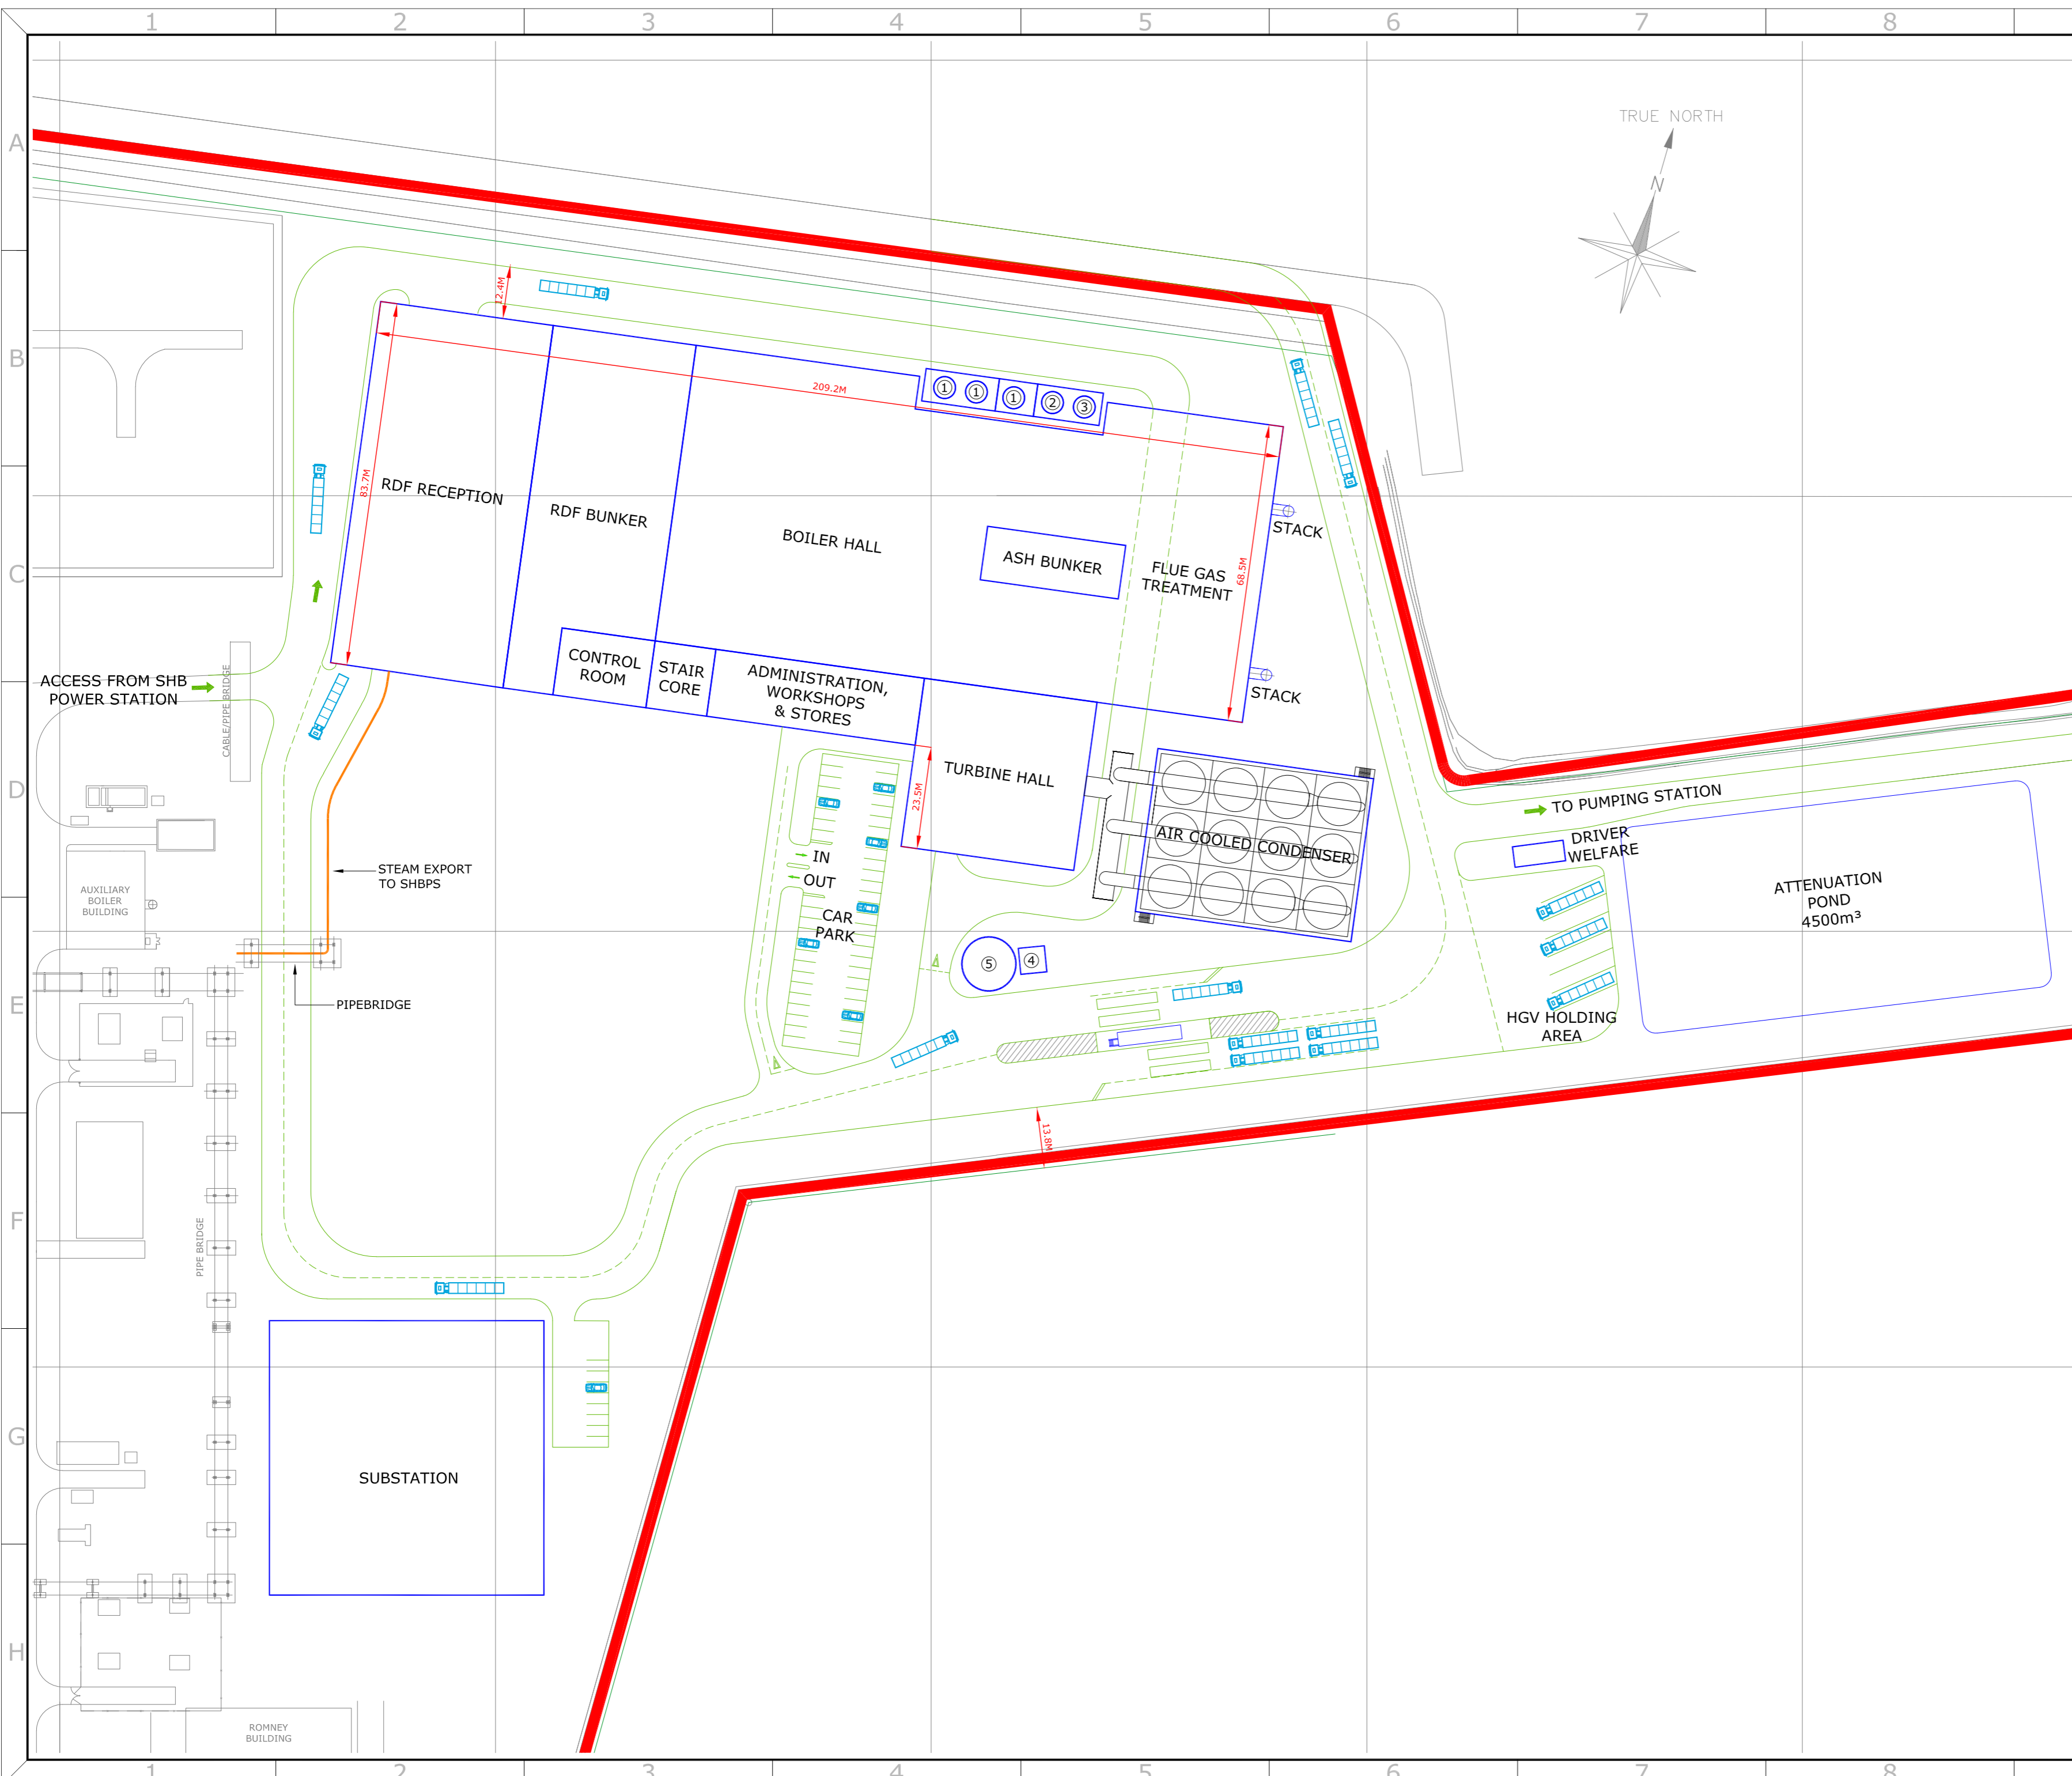 1 2 3 4 5 6 7 8
A
B
C
D
E
F
G
H
TRUE NORTH
N
12.4M
209.2M
83.7M
68.5M
23.5M
13.8M
1 1 1 2 3
RDF RECEPTION
RDF BUNKER
BOILER HALL
ASH BUNKER
FLUE GAS
TREATMENT
STACK
STACK
CONTROL
ROOM
STAIR
CORE
ADMINISTRATION,
WORKSHOPS
& STORES
TURBINE HALL
AIR COOLED CONDENSER
ACCESS FROM SHB
POWER STATION
CABLE/PIPE BRIDGE
TO PUMPING STATION
DRIVER
WELFARE
ATTENUATION
POND
4500m³
STEAM EXPORT
TO SHBPS
IN
OUT
CAR
PARK
AUXILIARY
BOILER
BUILDING
5 4
PIPEBRIDGE
HGV HOLDING
AREA
PIPE BRIDGE
SUBSTATION
ROMNEY
BUILDING
1 2 3 4 5 6 7 8